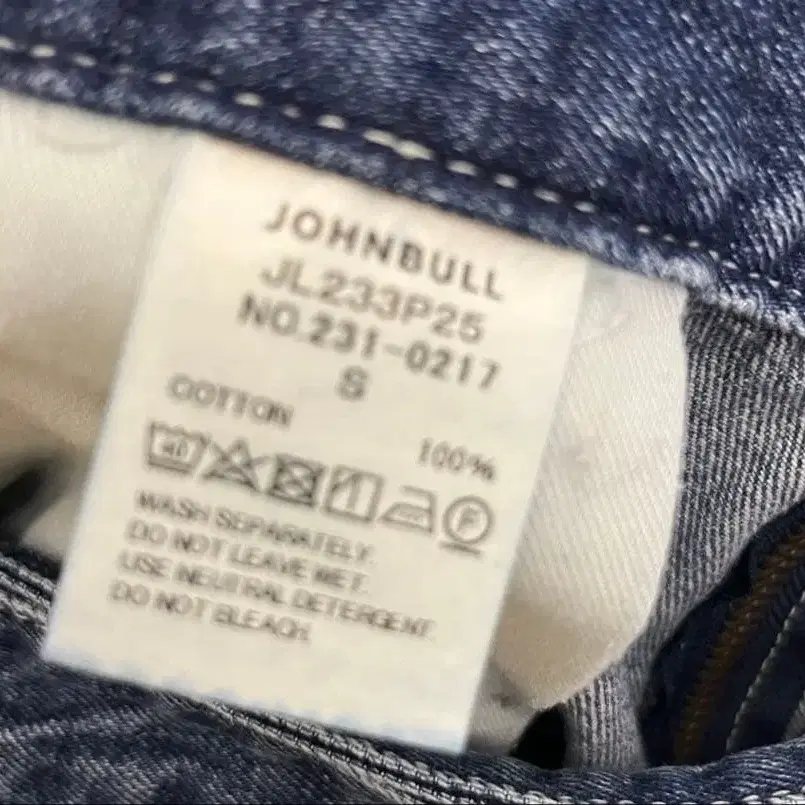 JOHNBULL
JL233P25
NO.231-0217
S
COTTON 100%
40 F
WASH SEPARATELY.
DO NOT LEAVE WET.
USE NEUTRAL DETERGENT.
DO NOT BLEACH.